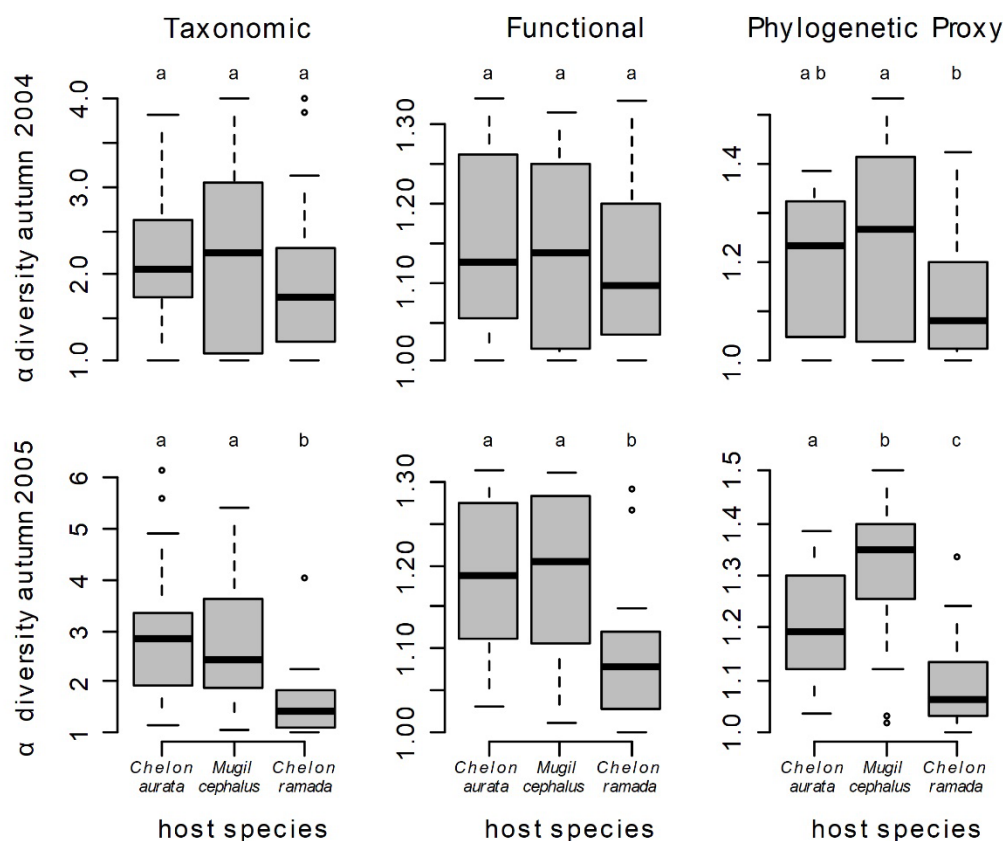 Taxonomic Functional Phylogenetic Proxy
α diversity autumn 2004
a a a
4.0
3.0
2.0
1.0
a a a
1.30
1.20
1.10
1.00
a b a b
1.4
1.2
1.0
α diversity autumn 2005
a a b
6
5
4
3
2
1
a a b
1.30
1.20
1.10
1.00
a b c
1.5
1.4
1.3
1.2
1.1
1.0
Chelon Mugil Chelon Chelon Mugil Chelon Chelon Mugil Chelon
aurata cephalus ramada aurata cephalus ramada aurata cephalus ramada
host species host species host species